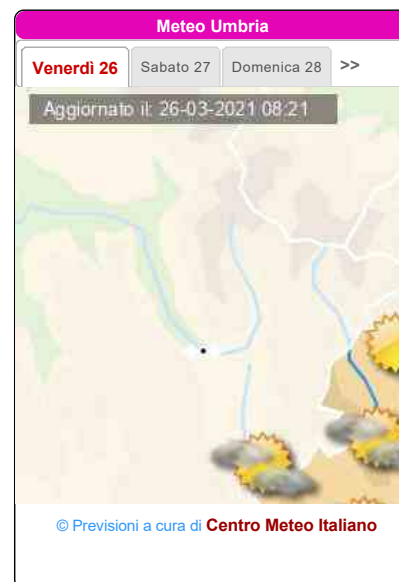 Meteo Umbria
Venerdì 26 Sabato 27 Domenica 28 >>
Aggiornato il: 26-03-2021 08:21
© Previsioni a cura di Centro Meteo Italiano